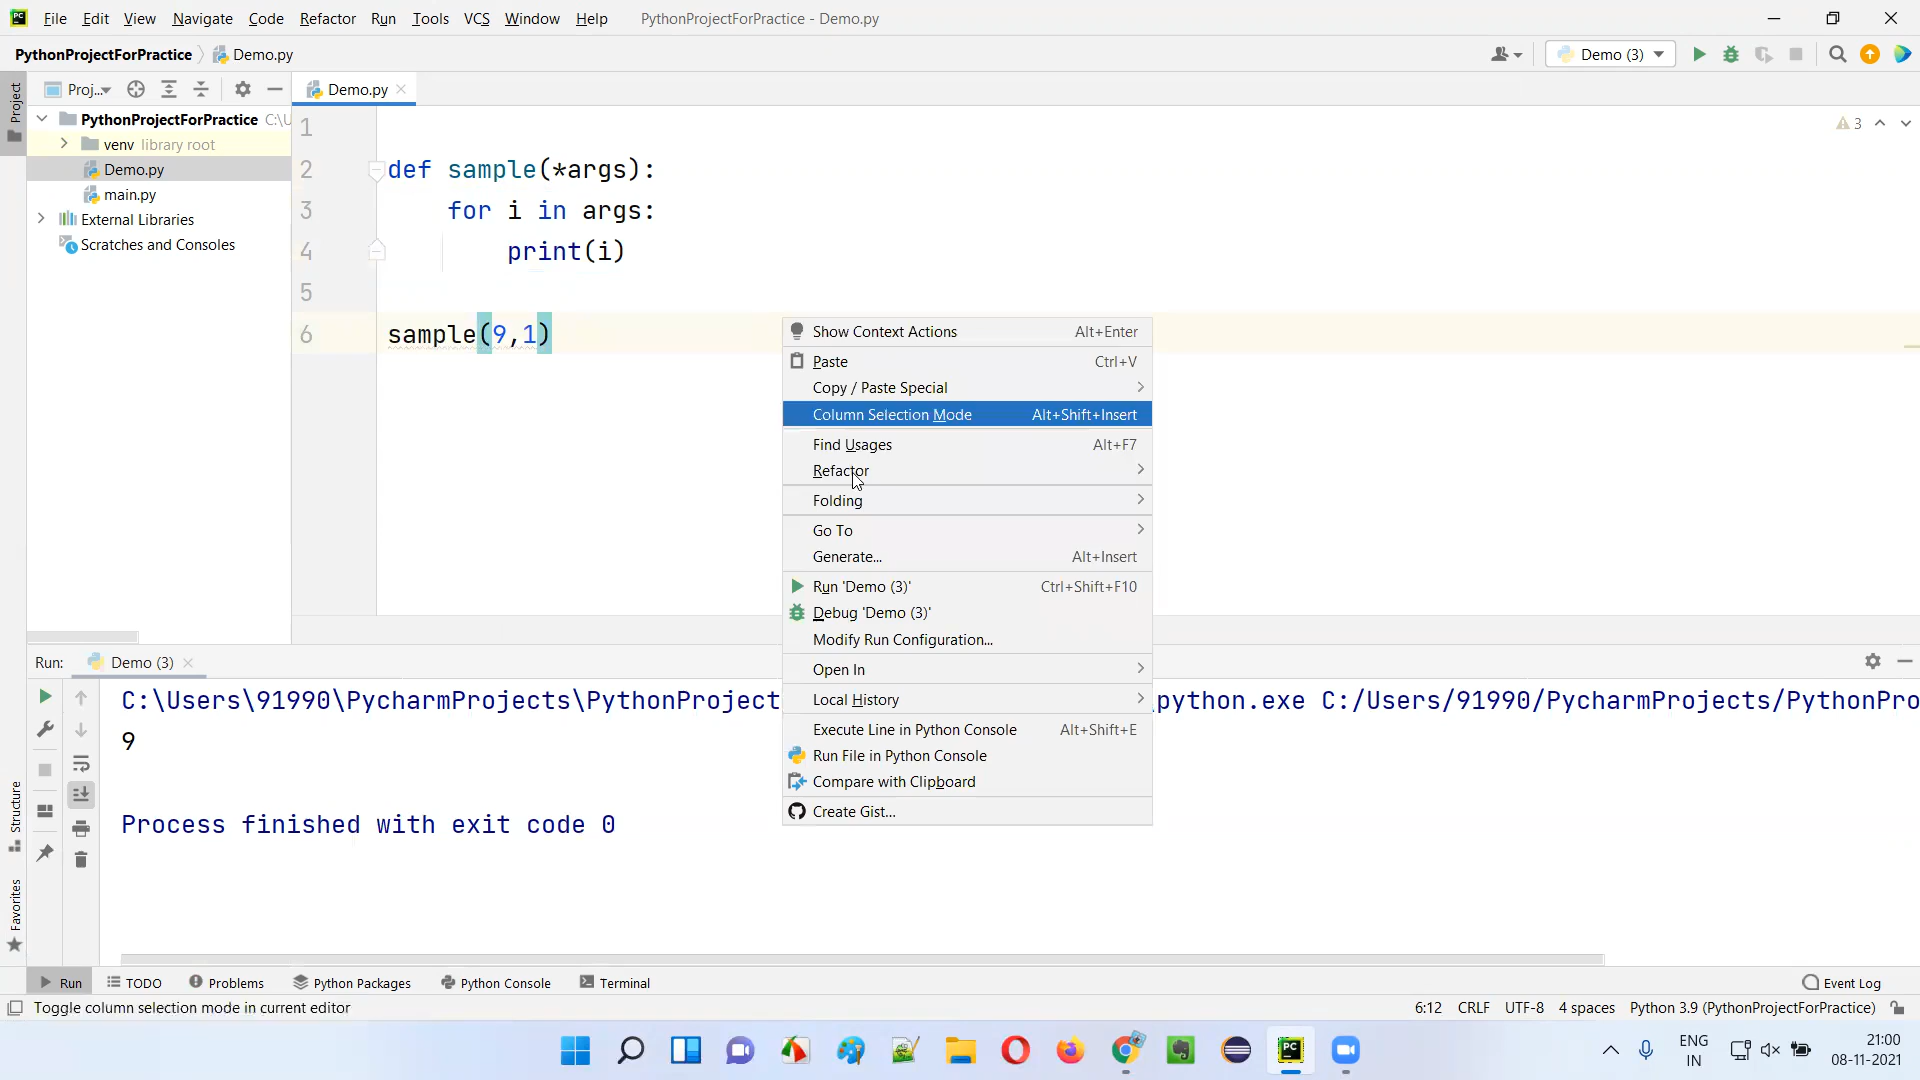 PC File Edit View Navigate Code Refactor Run Tools VCS Window Help PythonProjectForPractice - Demo.py
PythonProjectForPractice Demo.py Demo (3)
Project
Proj... Demo.py
PythonProjectForPractice C:\U
venv library root
Demo.py
main.py
External Libraries
Scratches and Consoles
3
1
2 def sample(*args):
3 for i in args:
4 print(i)
5
6 sample(9,1)
Show Context Actions Alt+Enter
Paste Ctrl+V
Copy / Paste Special
Column Selection Mode Alt+Shift+Insert
Find Usages Alt+F7
Refactor
Folding
Go To
Generate... Alt+Insert
Run 'Demo (3)' Ctrl+Shift+F10
Debug 'Demo (3)'
Modify Run Configuration...
Open In
Local History
Execute Line in Python Console Alt+Shift+E
Run File in Python Console
Compare with Clipboard
Create Gist...
Run: Demo (3)
C:\Users\91990\PycharmProjects\PythonProject \python.exe C:/Users/91990/PycharmProjects/PythonPro
9
Process finished with exit code 0
Structure
Favorites
Run TODO Problems Python Packages Python Console Terminal Event Log
Toggle column selection mode in current editor 6:12 CRLF UTF-8 4 spaces Python 3.9 (PythonProjectForPractice)
PC ENG 21:00
IN 08-11-2021